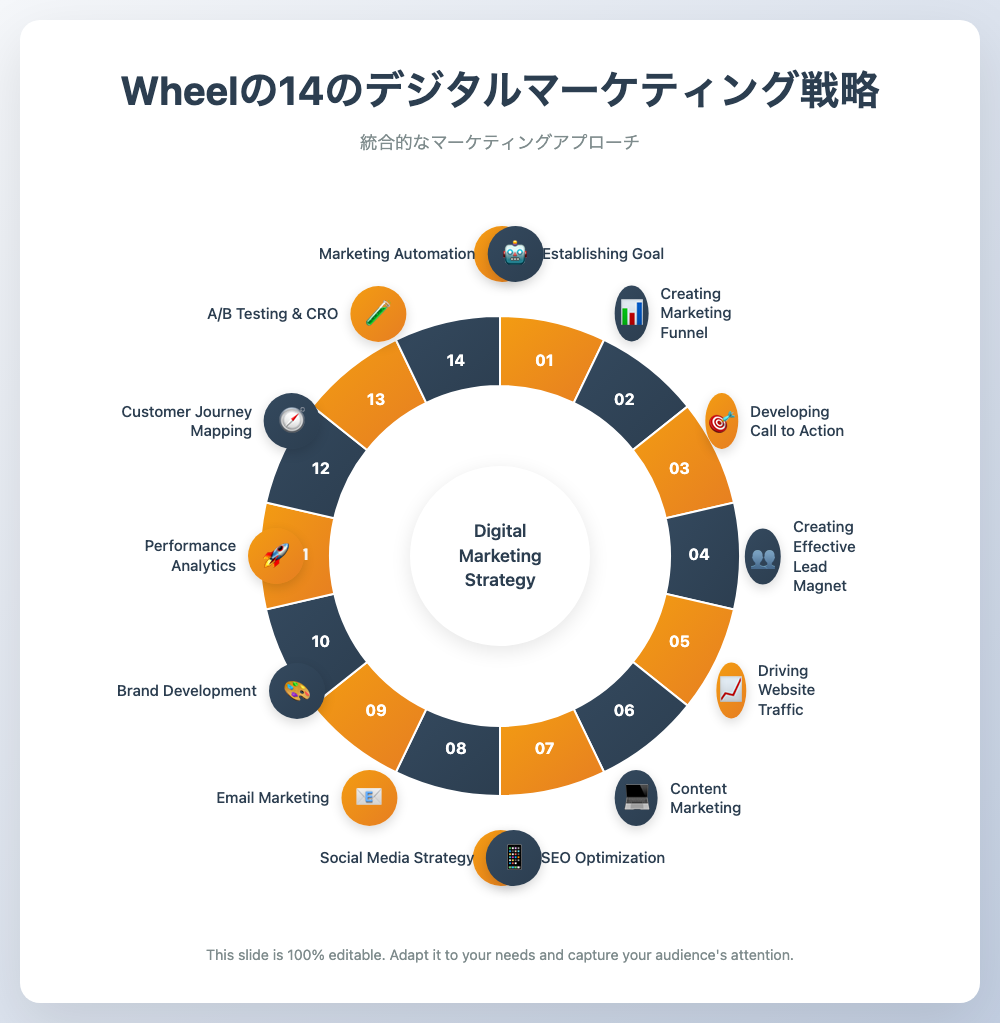 Wheelの14のデジタルマーケティング戦略
統合的なマーケティングアプローチ
Marketing Automation
Establishing Goal
A/B Testing & CRO
Creating
Marketing
Funnel
14
01
13
02
Customer Journey
Mapping
Developing
Call to Action
12
03
Performance
Analytics
1
Digital
Marketing
Strategy
04
Creating
Effective
Lead
Magnet
10
05
Brand Development
Driving
Website
Traffic
09
06
08
07
Email Marketing
Content
Marketing
Social Media Strategy
SEO Optimization
This slide is 100% editable. Adapt it to your needs and capture your audience's attention.